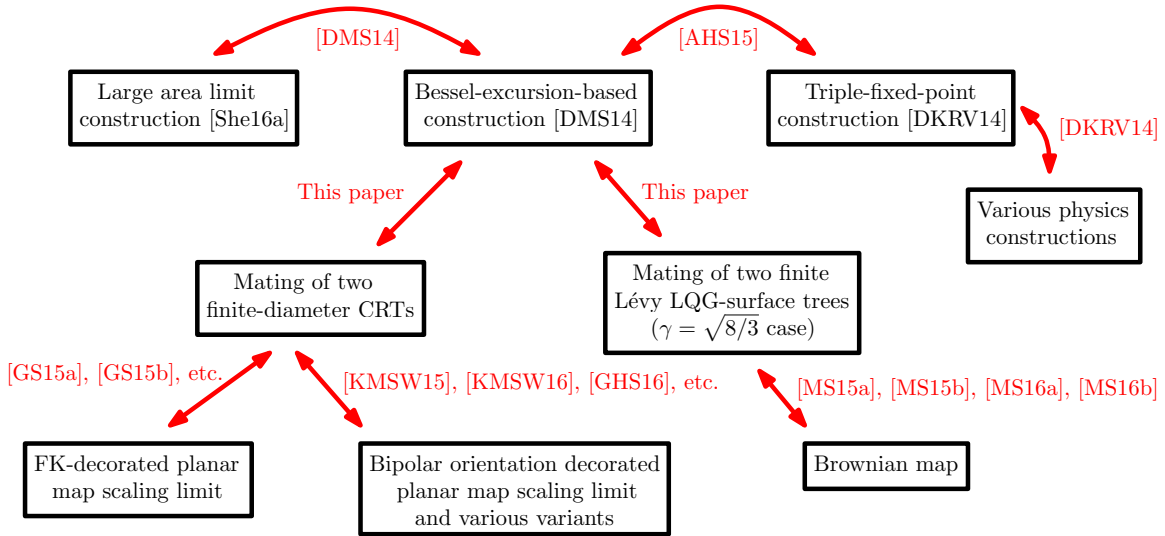 [DMS14]
[AHS15]
Large area limit
construction [She16a]
Bessel-excursion-based
construction [DMS14]
Triple-fixed-point
construction [DKRV14]
[DKRV14]
This paper
This paper
Various physics
constructions
Mating of two
finite-diameter CRTs
Mating of two finite
Lévy LQG-surface trees
(γ = √8/3 case)
[GS15a], [GS15b], etc.
[KMSW15], [KMSW16], [GHS16], etc.
[MS15a], [MS15b], [MS16a], [MS16b]
FK-decorated planar
map scaling limit
Bipolar orientation decorated
planar map scaling limit
and various variants
Brownian map